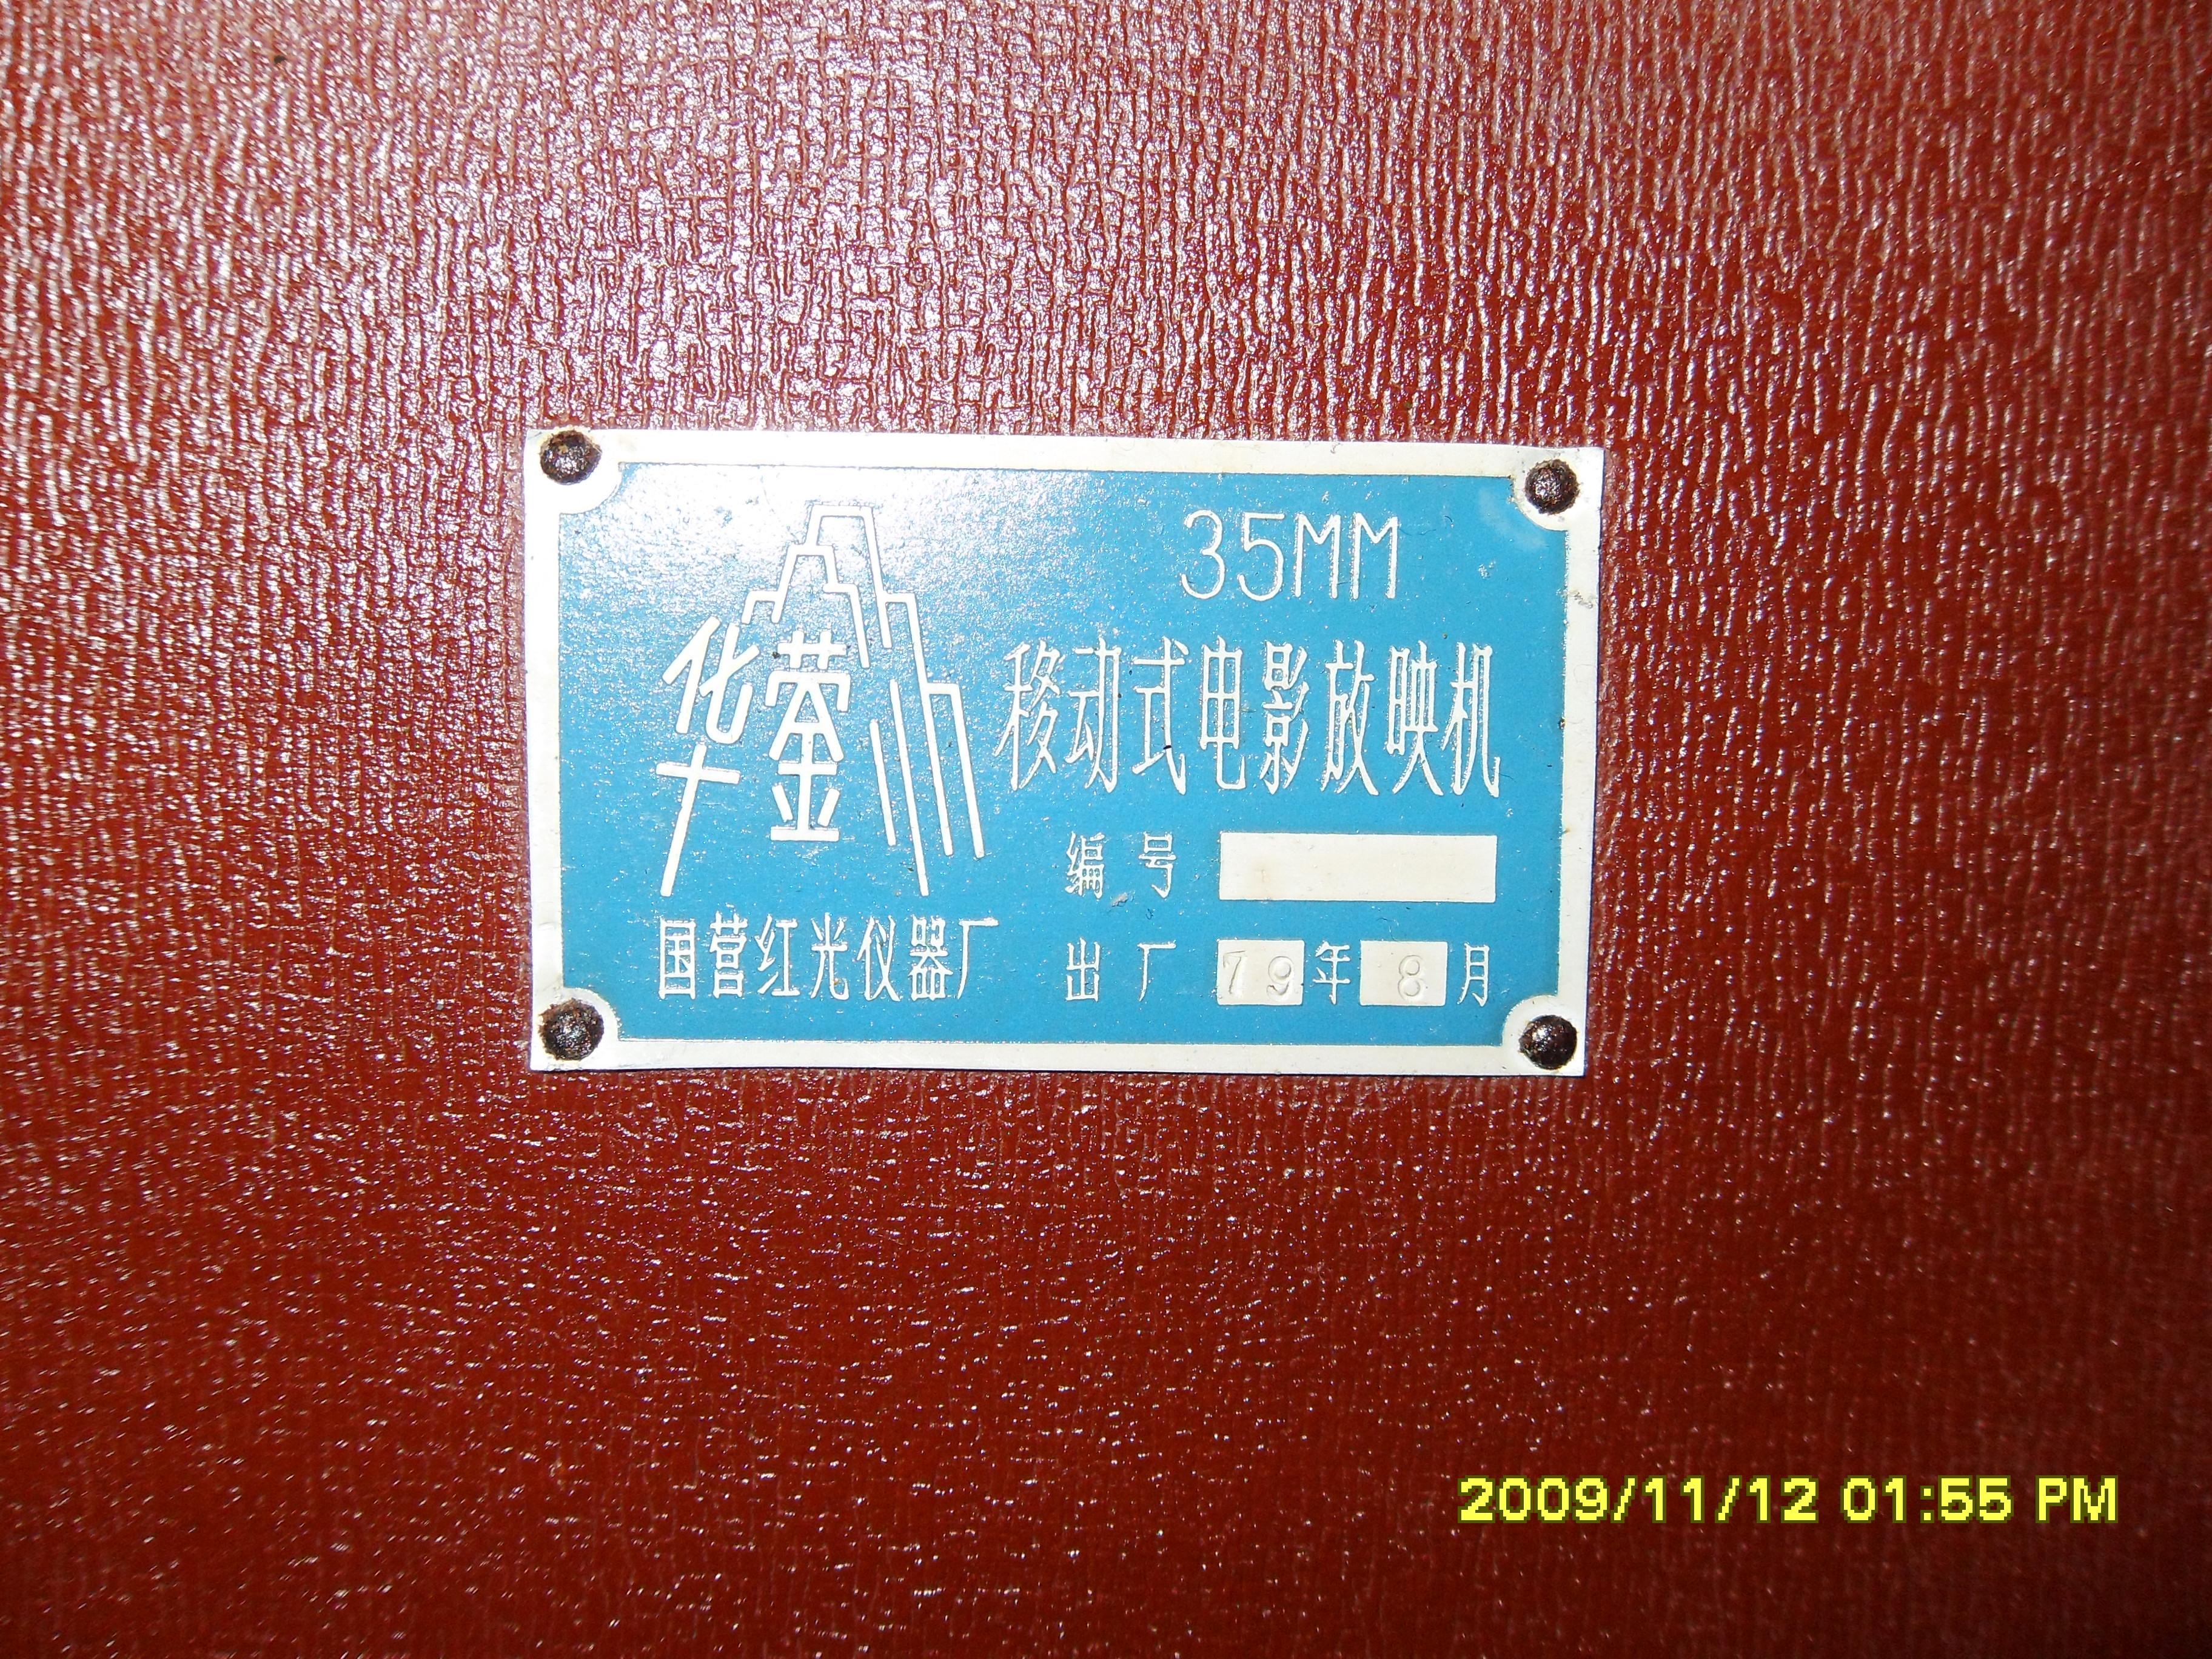 35MM
华蓥山
移动式电影放映机
编号
国营红光仪器厂
出厂 79年8月
2009/11/12 01:55 PM